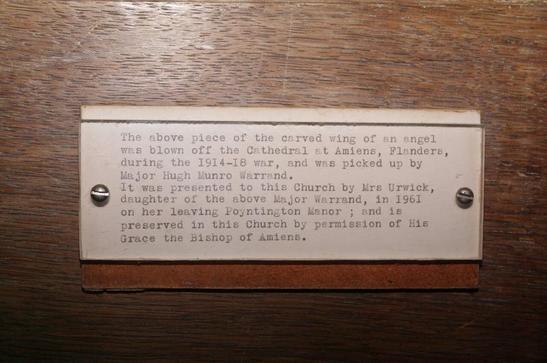 The above piece of the carved wing of an angel
was blown off the Cathedral at Amiens, Flanders,
during the 1914-18 war, and was picked up by
Major Hugh Munro Warrand.
It was presented to this Church by Mrs Urwick,
daughter of the above Major Warrand, in 1961
on her leaving Poyntington Manor ; and is
preserved in this Church by permission of His
Grace the Bishop of Amiens.